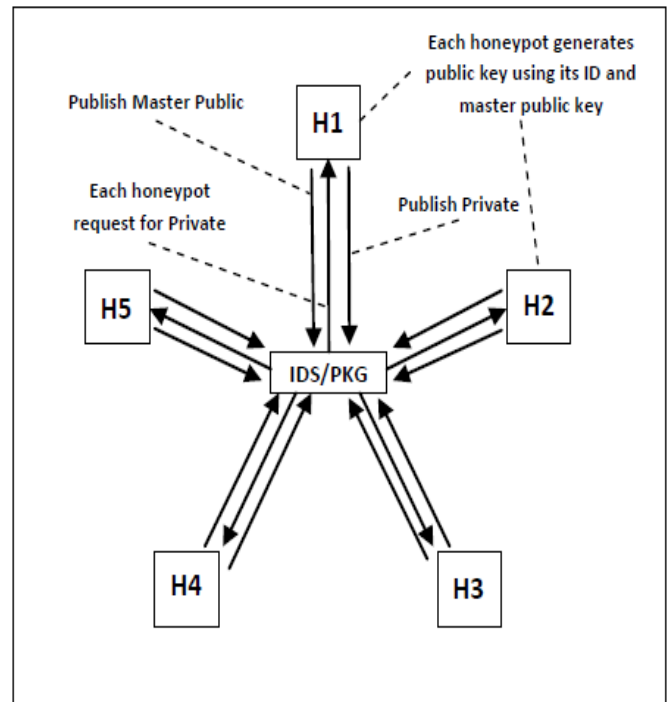 Each honeypot generates
public key using its ID and
master public key
Publish Master Public
H1
Each honeypot
request for Private
Publish Private
H5
H2
IDS/PKG
H4
H3